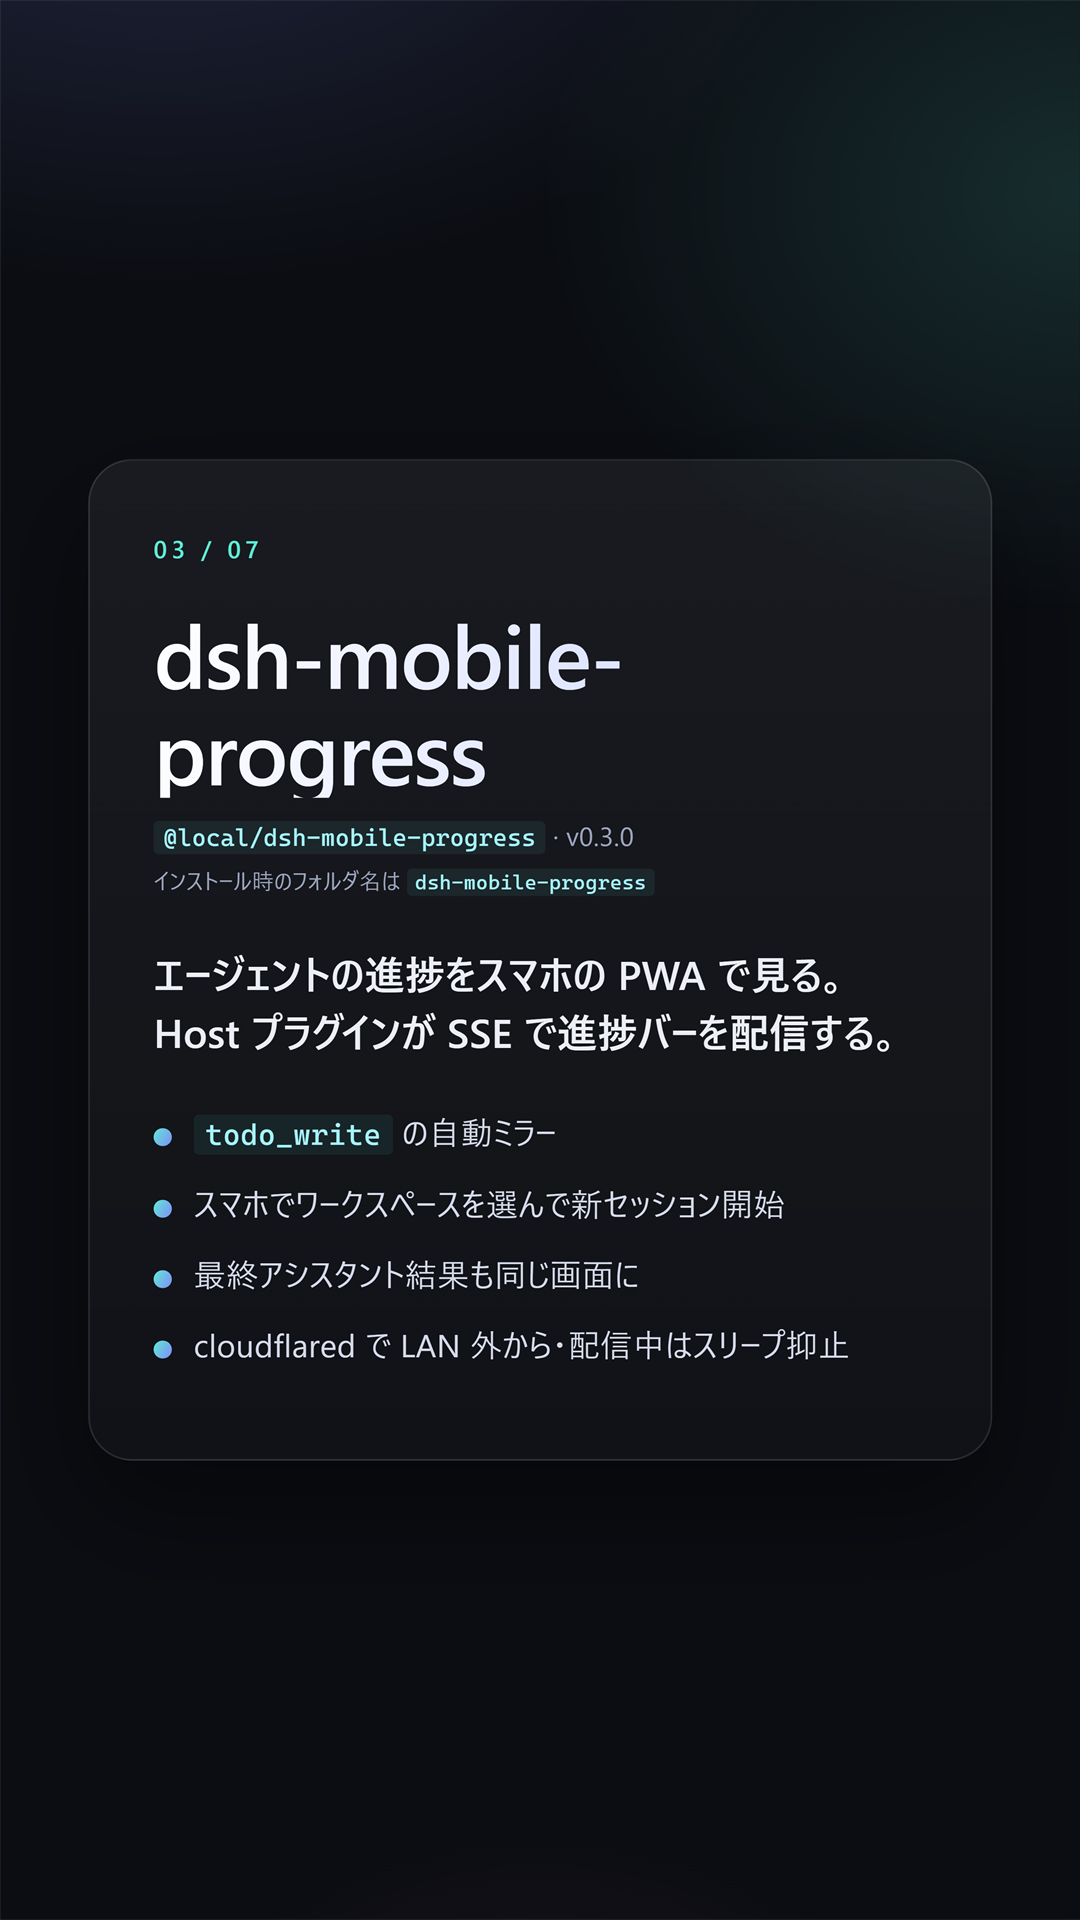 03 / 07
dsh-mobile-
progress
@local/dsh-mobile-progress · v0.3.0
インストール時のフォルダ名は dsh-mobile-progress
エージェントの進捗をスマホの PWA で見る。
Host プラグインが SSE で進捗バーを配信する。
todo_write の自動ミラー
スマホでワークスペースを選んで新セッション開始
最終アシスタント結果も同じ画面に
cloudflared で LAN 外から・配信中はスリープ抑止